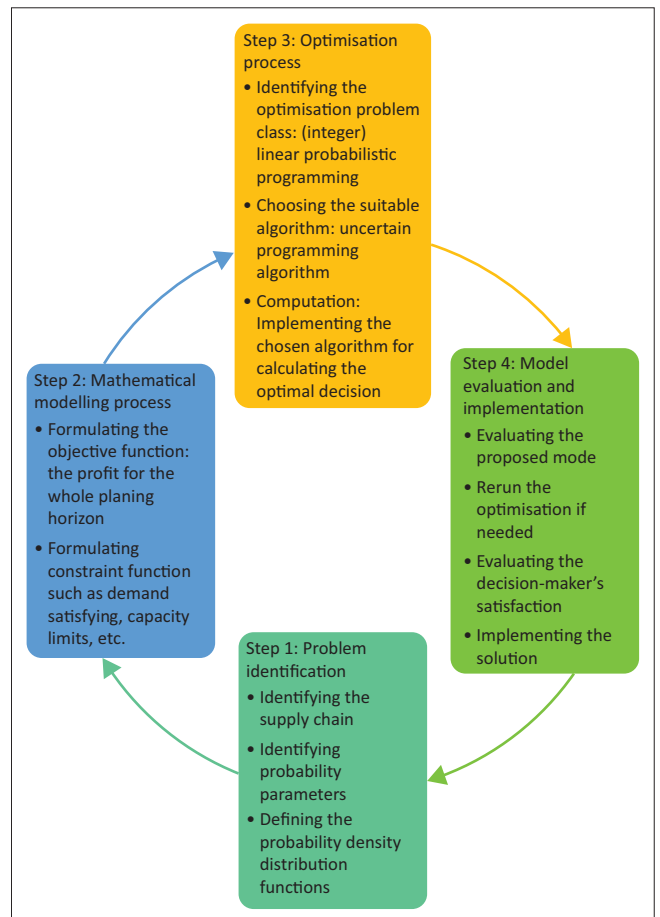 Step 3: Optimisation
process
• Identifying the
optimisation problem
class: (integer)
linear probabilistic
programming
• Choosing the suitable
algorithm: uncertain
programming
algorithm
• Computation:
Implementing the
chosen algorithm for
calculating the
optimal decision
Step 2: Mathematical
modelling process
• Formulating the
objective function:
the profit for the
whole planing
horizon
• Formulating
constraint function
such as demand
satisfying, capacity
limits, etc.
Step 4: Model
evaluation and
implementation
• Evaluating the
proposed mode
• Rerun the
optimisation if
needed
• Evaluating the
decision-maker's
satisfaction
• Implementing the
solution
Step 1: Problem
identification
• Identifying the
supply chain
• Identifying
probability
parameters
• Defining the
probability density
distribution
functions